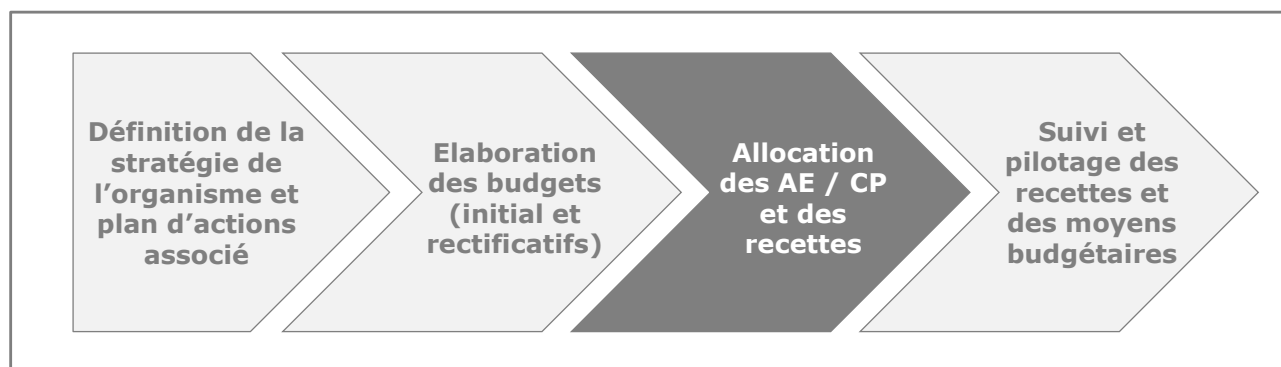 Définition de la
stratégie de
l'organisme et
plan d'actions
associé
Elaboration
des budgets
(initial et
rectificatifs)
Allocation
des AE / CP
et des
recettes
Suivi et
pilotage des
recettes et
des moyens
budgétaires